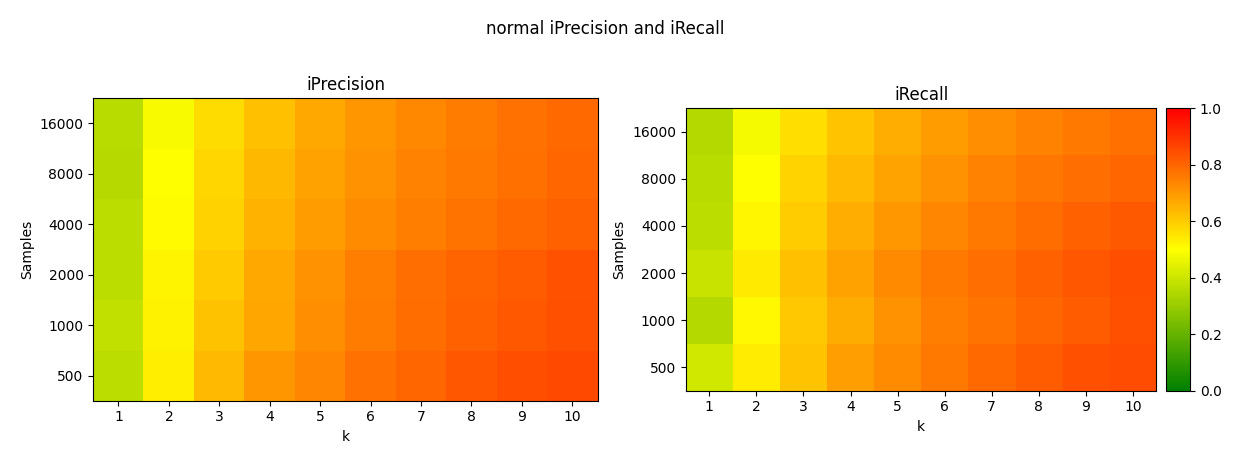 normal iPrecision and iRecall
iPrecision
Samples
16000
8000
4000
2000
1000
500
1 2 3 4 5 6 7 8 9 10
k
iRecall
Samples
16000
8000
4000
2000
1000
500
1 2 3 4 5 6 7 8 9 10
k
1.0
0.8
0.6
0.4
0.2
0.0